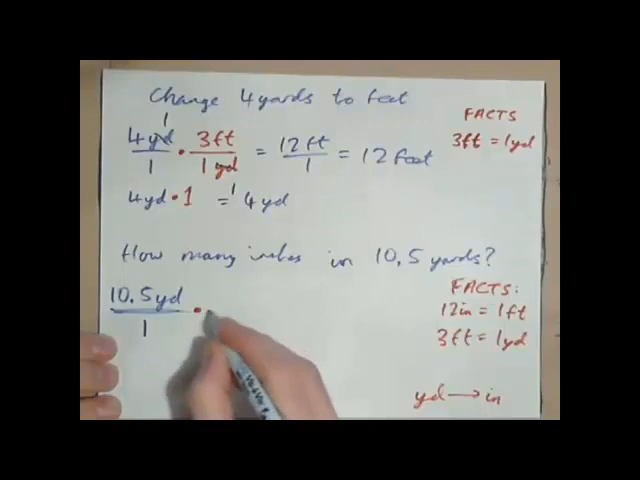 Change 4 yards to feet
FACTS
3ft = 1yd
4yd/1 • 3ft/1yd = 12ft/1 = 12 feet
4yd • 1 = 4yd
How many inches in 10.5 yards?
FACTS:
12in = 1ft
3ft = 1yd
10.5yd/1 •
yd → in